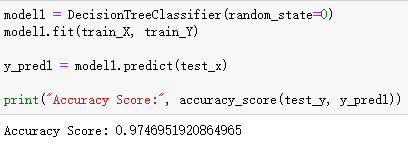 model1 = DecisionTreeClassifier(random_state=0)
model1.fit(train_X, train_Y)
y_pred1 = model1.predict(test_x)
print("Accuracy Score:", accuracy_score(test_y, y_pred1))
Accuracy Score: 0.9746951920864965